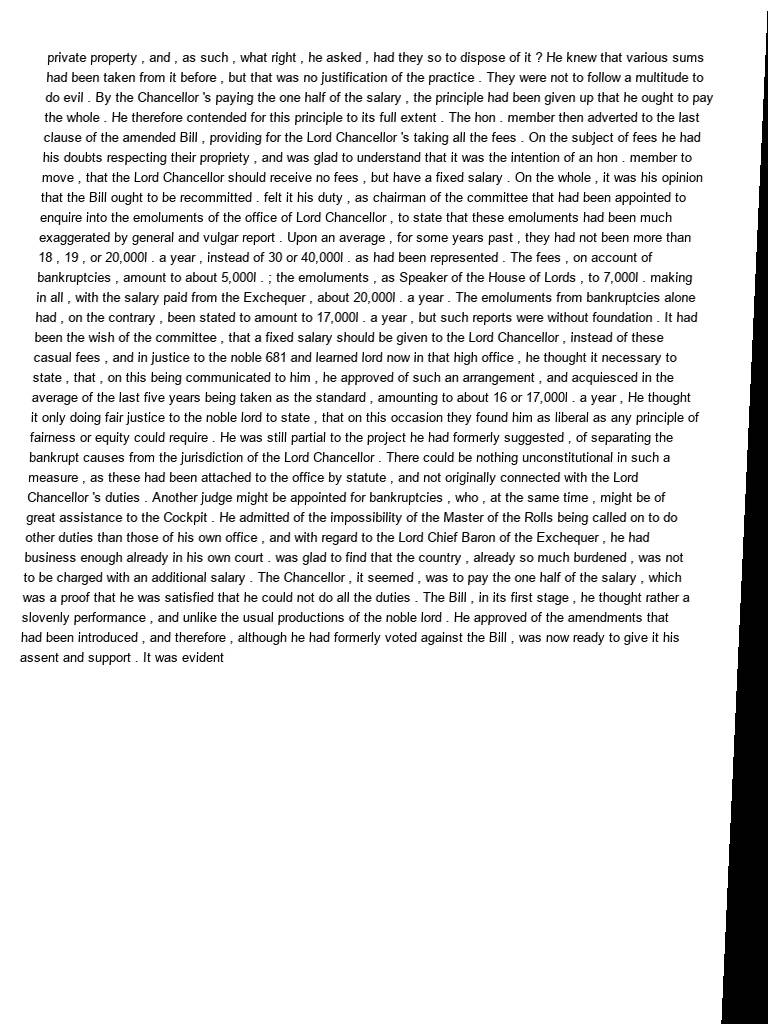 private property , and , as such , what right , he asked , had they so to dispose of it ? He knew that various sums
had been taken from it before , but that was no justification of the practice . They were not to follow a multitude to
do evil . By the Chancellor 's paying the one half of the salary , the principle had been given up that he ought to pay
the whole . He therefore contended for this principle to its full extent . The hon . member then adverted to the last
clause of the amended Bill , providing for the Lord Chancellor 's taking all the fees . On the subject of fees he had
his doubts respecting their propriety , and was glad to understand that it was the intention of an hon . member to
move , that the Lord Chancellor should receive no fees , but have a fixed salary . On the whole , it was his opinion
that the Bill ought to be recommitted . felt it his duty , as chairman of the committee that had been appointed to
enquire into the emoluments of the office of Lord Chancellor , to state that these emoluments had been much
exaggerated by general and vulgar report . Upon an average , for some years past , they had not been more than
18 , 19 , or 20,000l . a year , instead of 30 or 40,000l . as had been represented . The fees , on account of
bankruptcies , amount to about 5,000l . ; the emoluments , as Speaker of the House of Lords , to 7,000l . making
in all , with the salary paid from the Exchequer , about 20,000l . a year . The emoluments from bankruptcies alone
had , on the contrary , been stated to amount to 17,000l . a year , but such reports were without foundation . It had
been the wish of the committee , that a fixed salary should be given to the Lord Chancellor , instead of these
casual fees , and in justice to the noble 681 and learned lord now in that high office , he thought it necessary to
state , that , on this being communicated to him , he approved of such an arrangement , and acquiesced in the
average of the last five years being taken as the standard , amounting to about 16 or 17,000l . a year , He thought
it only doing fair justice to the noble lord to state , that on this occasion they found him as liberal as any principle of
fairness or equity could require . He was still partial to the project he had formerly suggested , of separating the
bankrupt causes from the jurisdiction of the Lord Chancellor . There could be nothing unconstitutional in such a
measure , as these had been attached to the office by statute , and not originally connected with the Lord
Chancellor 's duties . Another judge might be appointed for bankruptcies , who , at the same time , might be of
great assistance to the Cockpit . He admitted of the impossibility of the Master of the Rolls being called on to do
other duties than those of his own office , and with regard to the Lord Chief Baron of the Exchequer , he had
business enough already in his own court . was glad to find that the country , already so much burdened , was not
to be charged with an additional salary . The Chancellor , it seemed , was to pay the one half of the salary , which
was a proof that he was satisfied that he could not do all the duties . The Bill , in its first stage , he thought rather a
slovenly performance , and unlike the usual productions of the noble lord . He approved of the amendments that
had been introduced , and therefore , although he had formerly voted against the Bill , was now ready to give it his
assent and support . It was evident